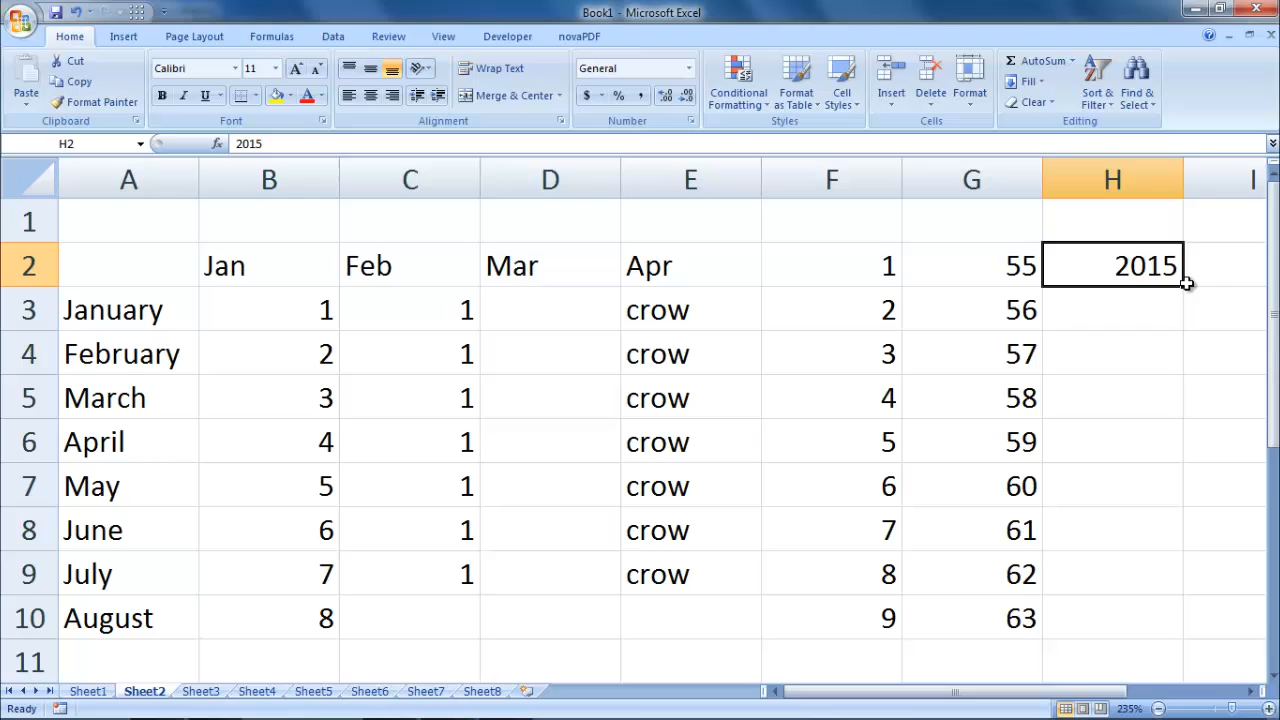 Book1 - Microsoft Excel
Home Insert Page Layout Formulas Data Review View Developer novaPDF
Paste
Cut
Copy
Format Painter
Clipboard
Calibri 11
B I U
Font
Wrap Text
Merge & Center
Alignment
General
$ % ,
Number
Conditional Formatting
Format as Table
Cell Styles
Styles
Insert
Delete
Format
Cells
Σ AutoSum
Fill
Clear
Sort & Filter
Find & Select
Editing
H2 fx 2015
A B C D E F G H I
1
2 Jan Feb Mar Apr 1 55 2015
3 January 1 1 crow 2 56
4 February 2 1 crow 3 57
5 March 3 1 crow 4 58
6 April 4 1 crow 5 59
7 May 5 1 crow 6 60
8 June 6 1 crow 7 61
9 July 7 1 crow 8 62
10 August 8 9 63
11
Sheet1 Sheet2 Sheet3 Sheet4 Sheet5 Sheet6 Sheet7 Sheet8
Ready 235%